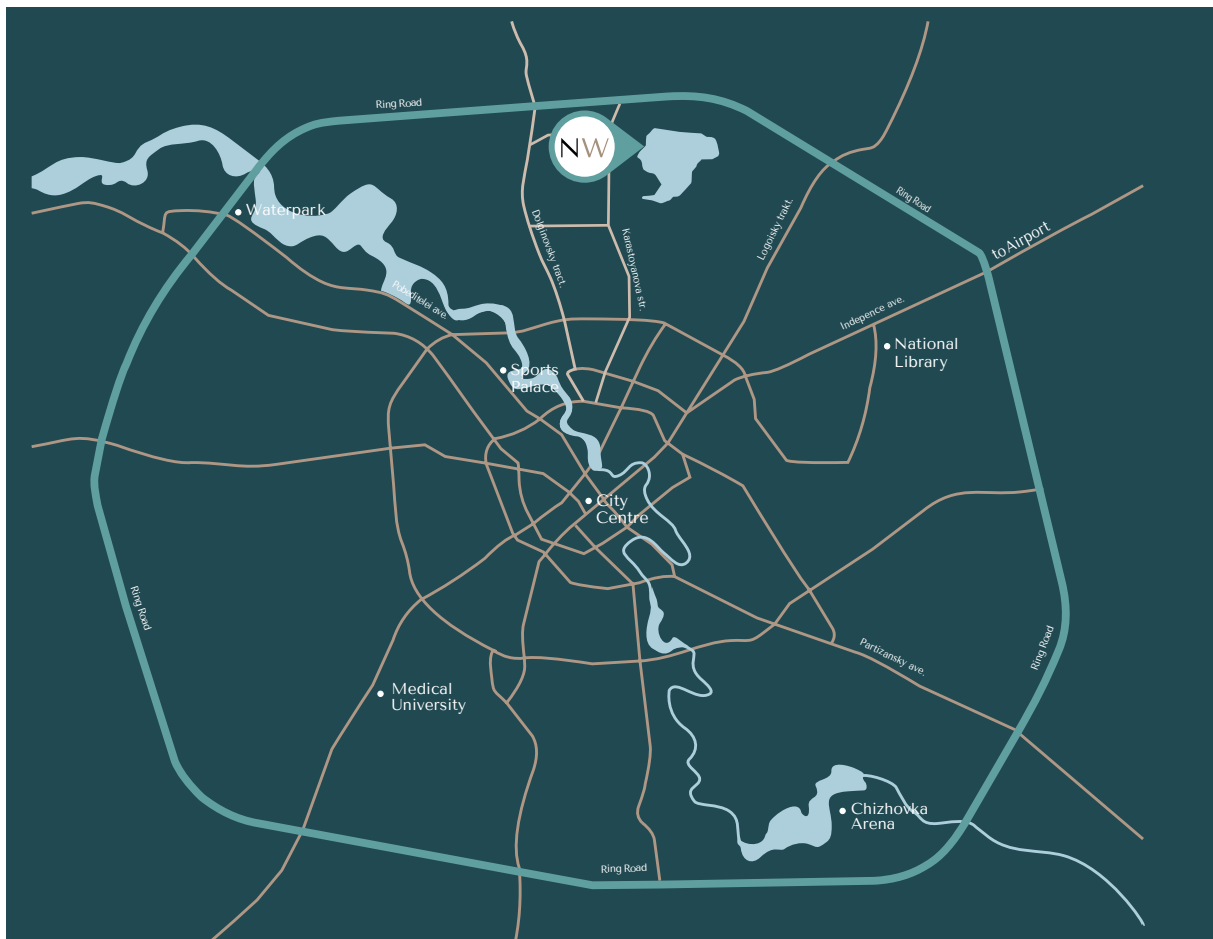 Ring Road
NW
Ring Road
Waterpark
Dolginovsky tract.
Karastoyanova str.
Logoisky trakt.
to Airport
Pobeditelei ave.
Indepence ave.
National
Library
Sports
Palace
City
Centre
Ring Road
Ring Road
Partizansky ave.
Medical
University
Chizhovka
Arena
Ring Road